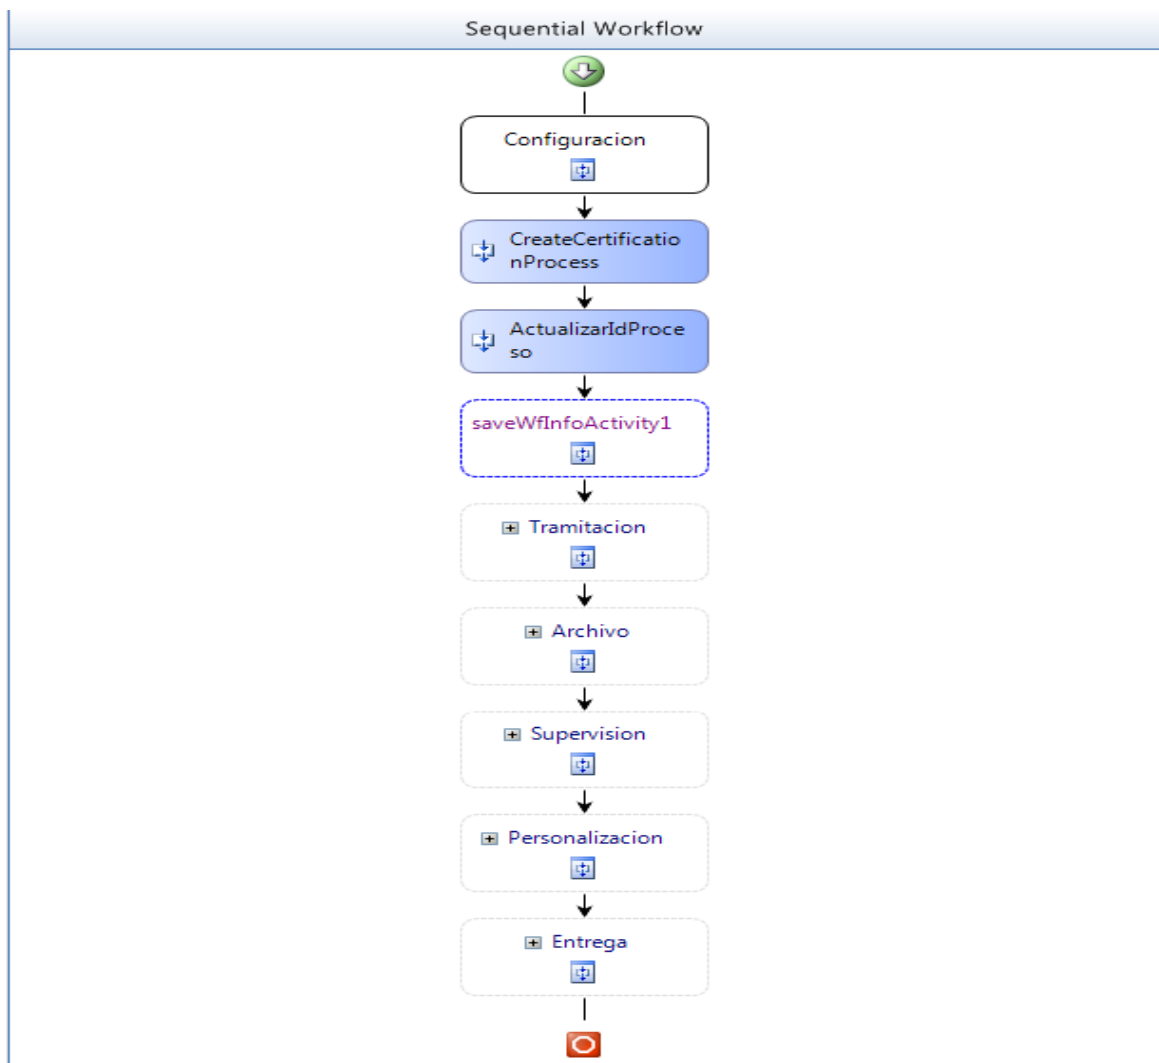 Sequential Workflow
Configuracion
CreateCertificatio
nProcess
ActualizarIdProce
so
saveWfInfoActivity1
Tramitacion
Archivo
Supervision
Personalizacion
Entrega